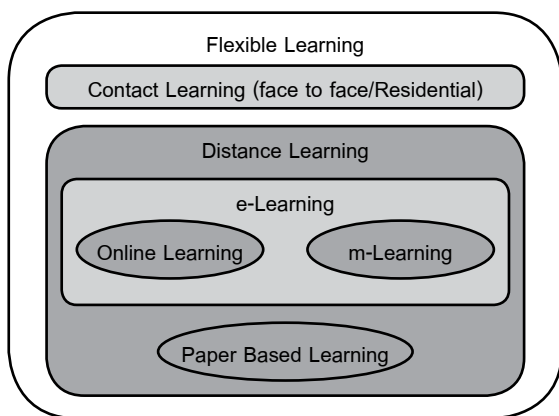 Flexible Learning
Contact Learning (face to face/Residential)
Distance Learning
e-Learning
Online Learning
m-Learning
Paper Based Learning